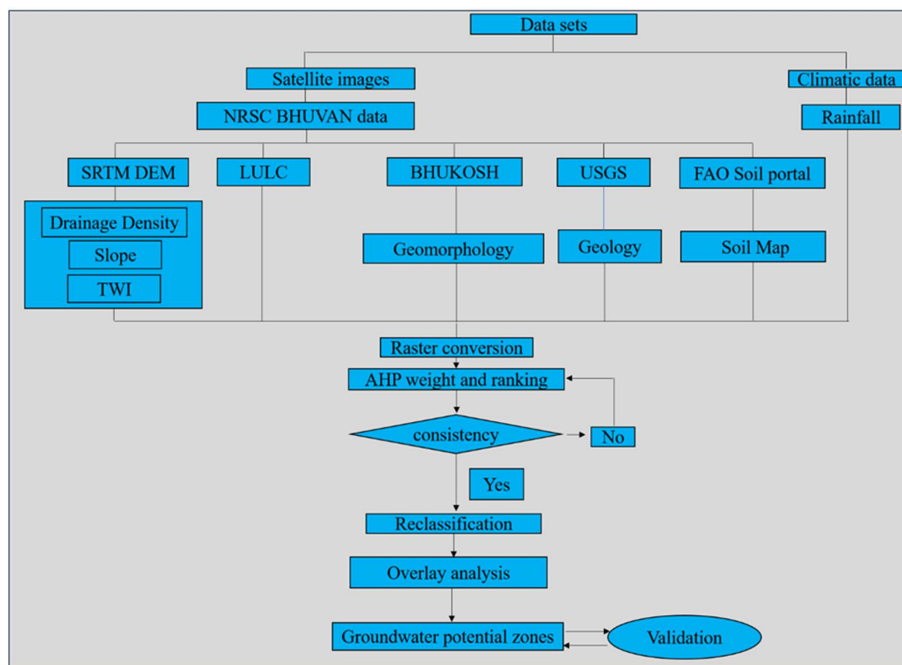 Data sets
Satellite images
Climatic data
NRSC BHUVAN data
Rainfall
SRTM DEM
LULC
BHUKOSH
USGS
FAO Soil portal
Drainage Density
Slope
TWI
Geomorphology
Geology
Soil Map
Raster conversion
AHP weight and ranking
consistency
No
Yes
Reclassification
Overlay analysis
Groundwater potential zones
Validation